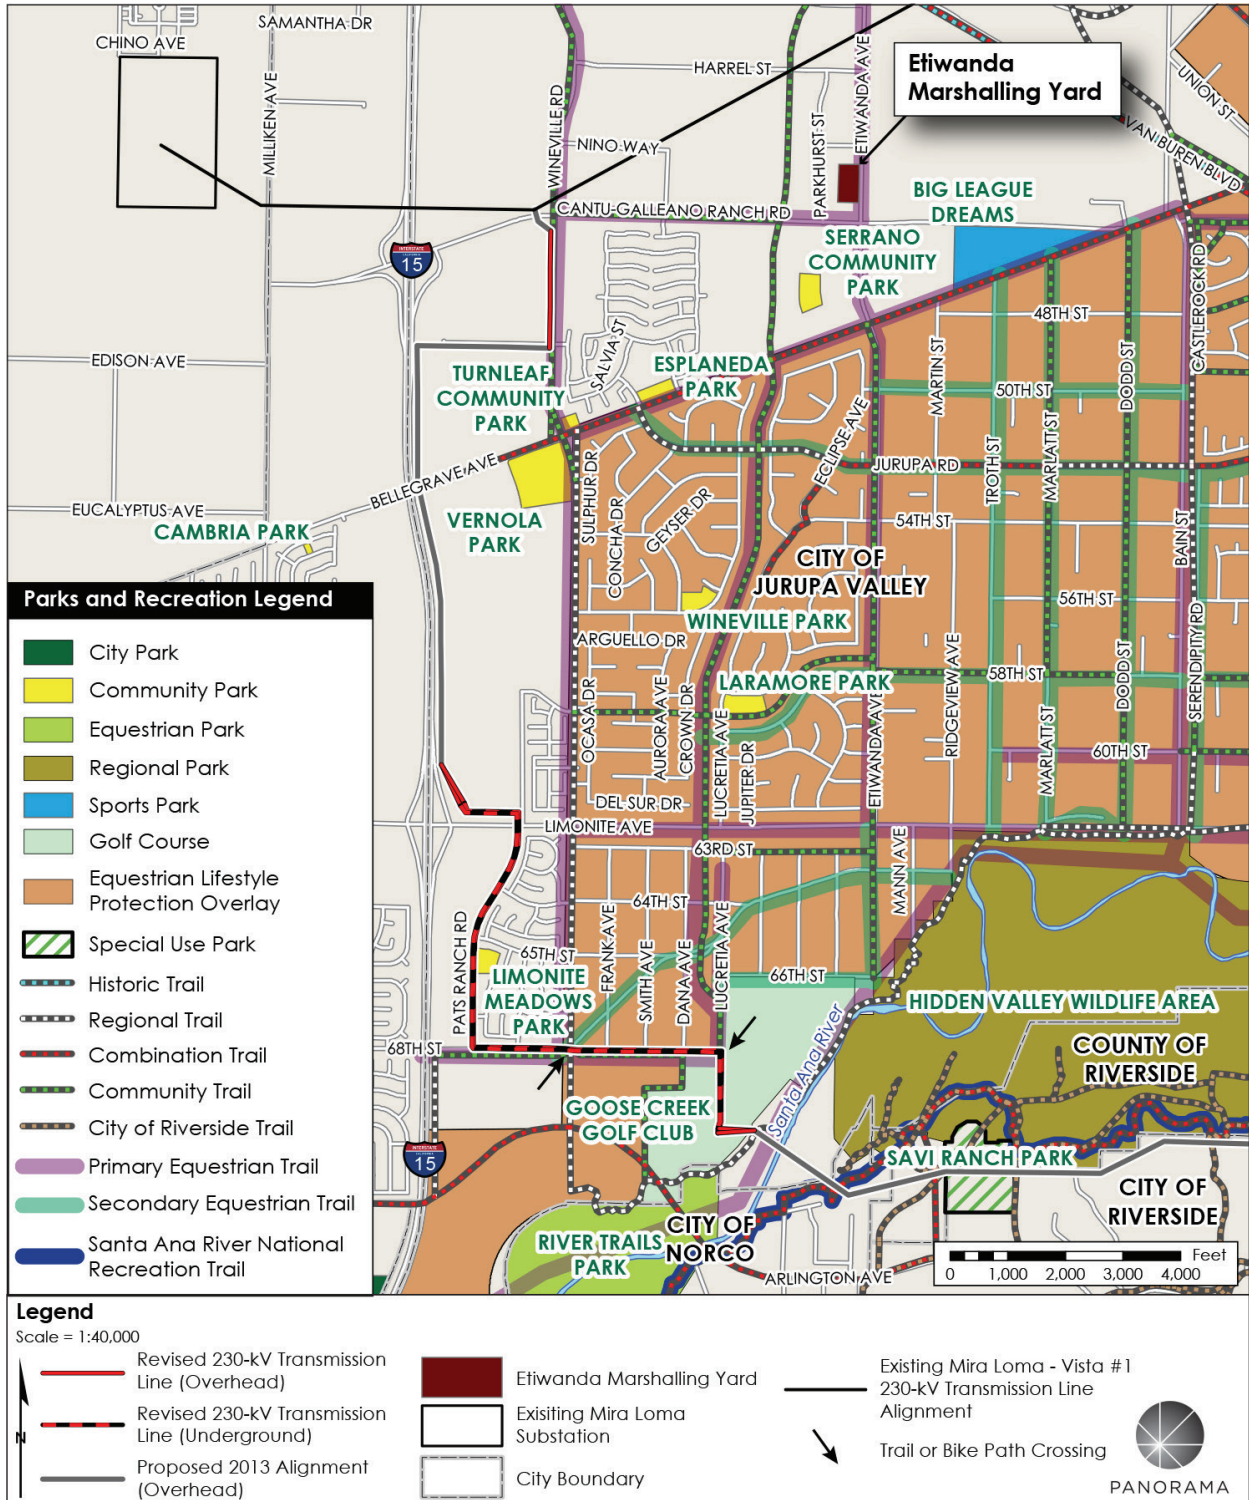 SAMANTHA DR
CHINO AVE
MILLIKEN AVE
WINEVILLE RD
HARREL ST
ETIWANDA AVE
Etiwanda
Marshalling Yard
UNION ST
VAN BUREN BLVD
NINO WAY
PARKHURST ST
CANTU-GALLEANO RANCH RD
BIG LEAGUE
DREAMS
SERRANO
COMMUNITY
PARK
INTERSTATE
CALIFORNIA
15
CASTLEROCK RD
48TH ST
EDISON AVE
SALVIA ST
TURNLEAF
COMMUNITY
PARK
ESPLANEDA
PARK
MARTIN ST
50TH ST
DODD ST
ECLIPSE AVE
JURUPA RD
TROTH ST
MARLATT ST
BELLEGRAVE AVE
SULPHUR DR
CONCHA DR
GEYSER DR
EUCALYPTUS AVE
CAMBRIA PARK
VERNOLA
PARK
54TH ST
BAIN ST
CITY OF
JURUPA VALLEY
56TH ST
WINEVILLE PARK
ARGUELLO DR
LARAMORE PARK
58TH ST
OCASA DR
AURORA AVE
CROWN DR
LUCRETIA AVE
JUPITER DR
ETIWANDA AVE
RIDGEVIEW AVE
MARLATT ST
DODD ST
SERENDIPITY RD
60TH ST
DEL SUR DR
LIMONITE AVE
63RD ST
MANN AVE
64TH ST
PATS RANCH RD
65TH ST
FRANK AVE
SMITH AVE
DANA AVE
LUCRETIA AVE
66TH ST
LIMONITE
MEADOWS
PARK
HIDDEN VALLEY WILDLIFE AREA
Santa Ana River
68TH ST
COUNTY OF
RIVERSIDE
GOOSE CREEK
GOLF CLUB
INTERSTATE
CALIFORNIA
15
SAVI RANCH PARK
CITY OF
RIVERSIDE
CITY OF
NORCO
RIVER TRAILS
PARK
ARLINGTON AVE
Feet
0 1,000 2,000 3,000 4,000
Parks and Recreation Legend
City Park
Community Park
Equestrian Park
Regional Park
Sports Park
Golf Course
Equestrian Lifestyle
Protection Overlay
Special Use Park
Historic Trail
Regional Trail
Combination Trail
Community Trail
City of Riverside Trail
Primary Equestrian Trail
Secondary Equestrian Trail
Santa Ana River National
Recreation Trail
Legend
Scale = 1:40,000
N
Revised 230-kV Transmission
Line (Overhead)
Revised 230-kV Transmission
Line (Underground)
Proposed 2013 Alignment
(Overhead)
Etiwanda Marshalling Yard
Exisiting Mira Loma
Substation
City Boundary
Existing Mira Loma - Vista #1
230-kV Transmission Line
Alignment
Trail or Bike Path Crossing
PANORAMA